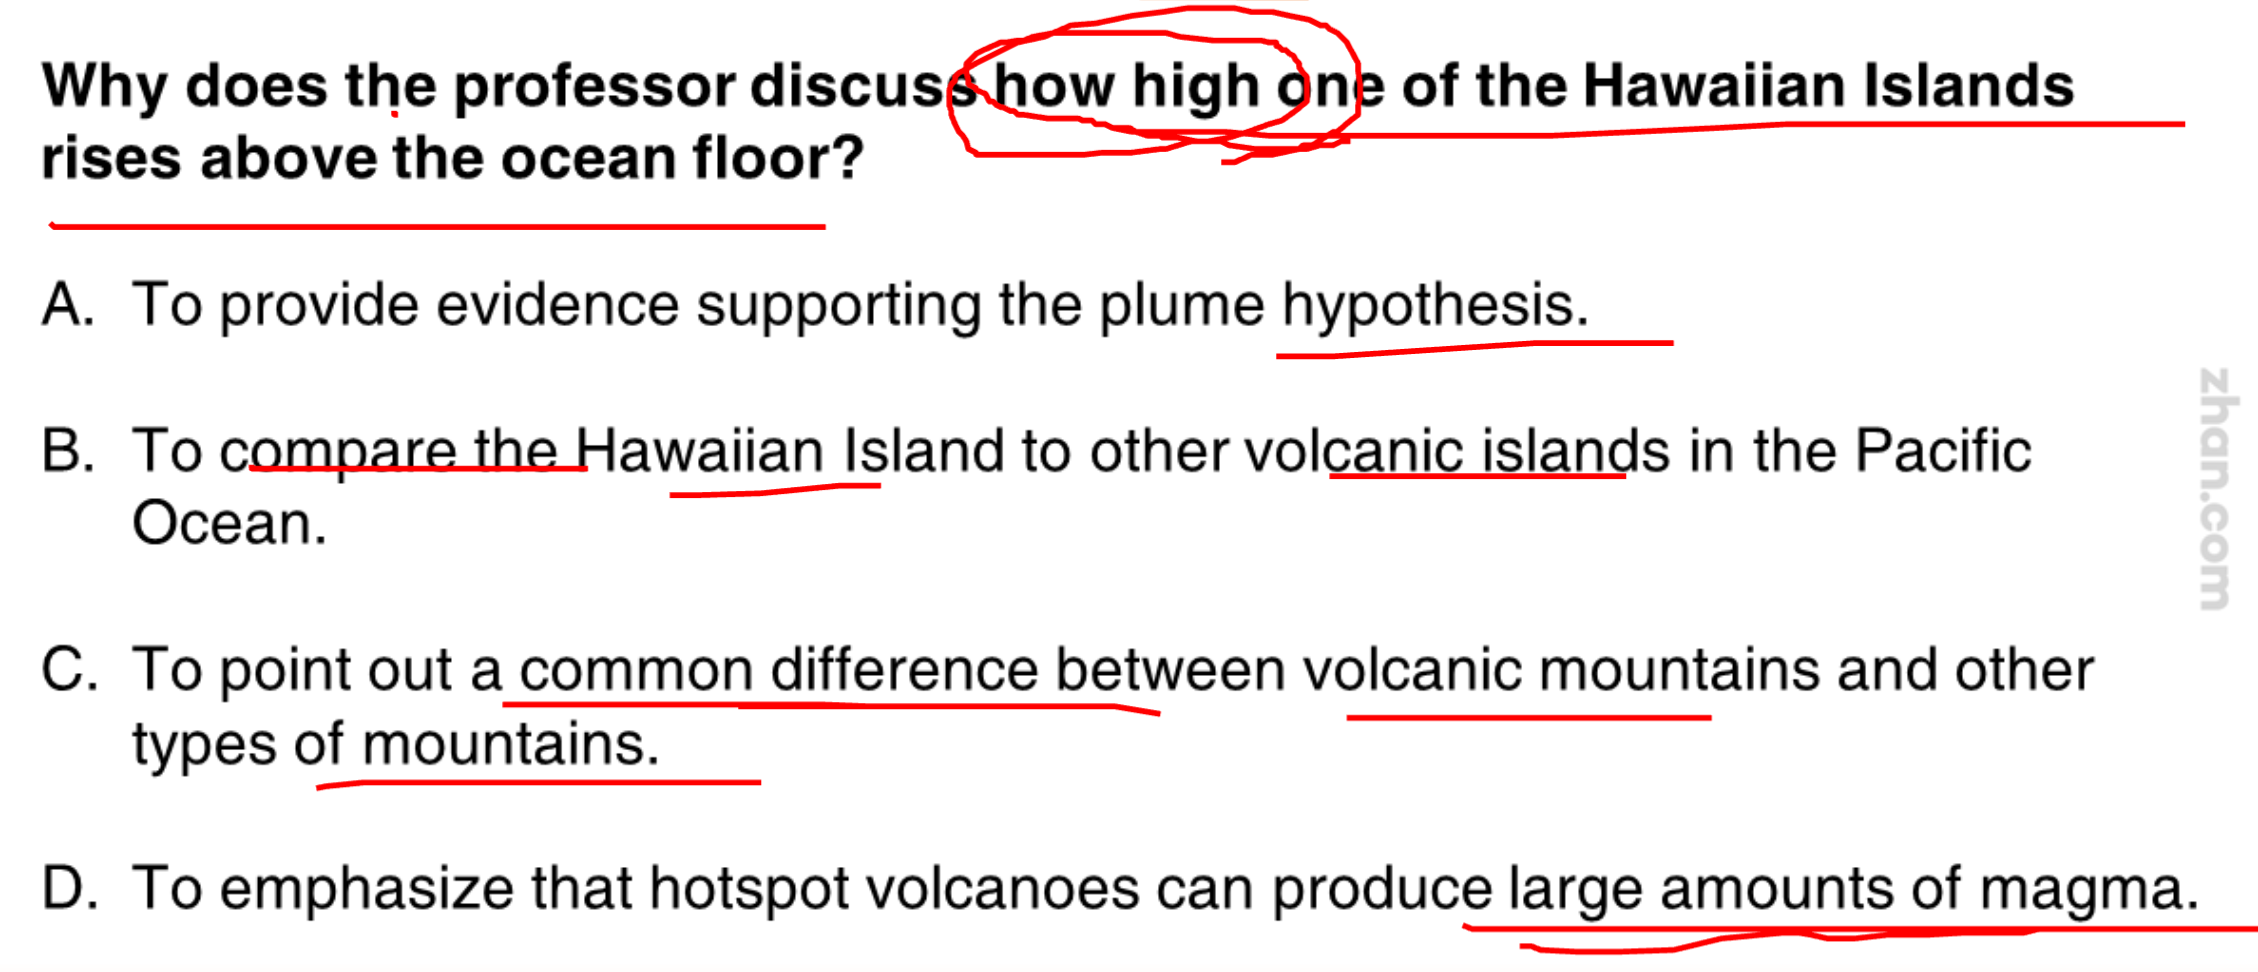 Why does the professor discuss how high one of the Hawaiian Islands
rises above the ocean floor?
A. To provide evidence supporting the plume hypothesis.
B. To compare the Hawaiian Island to other volcanic islands in the Pacific
Ocean.
C. To point out a common difference between volcanic mountains and other
types of mountains.
D. To emphasize that hotspot volcanoes can produce large amounts of magma.
zhan.com